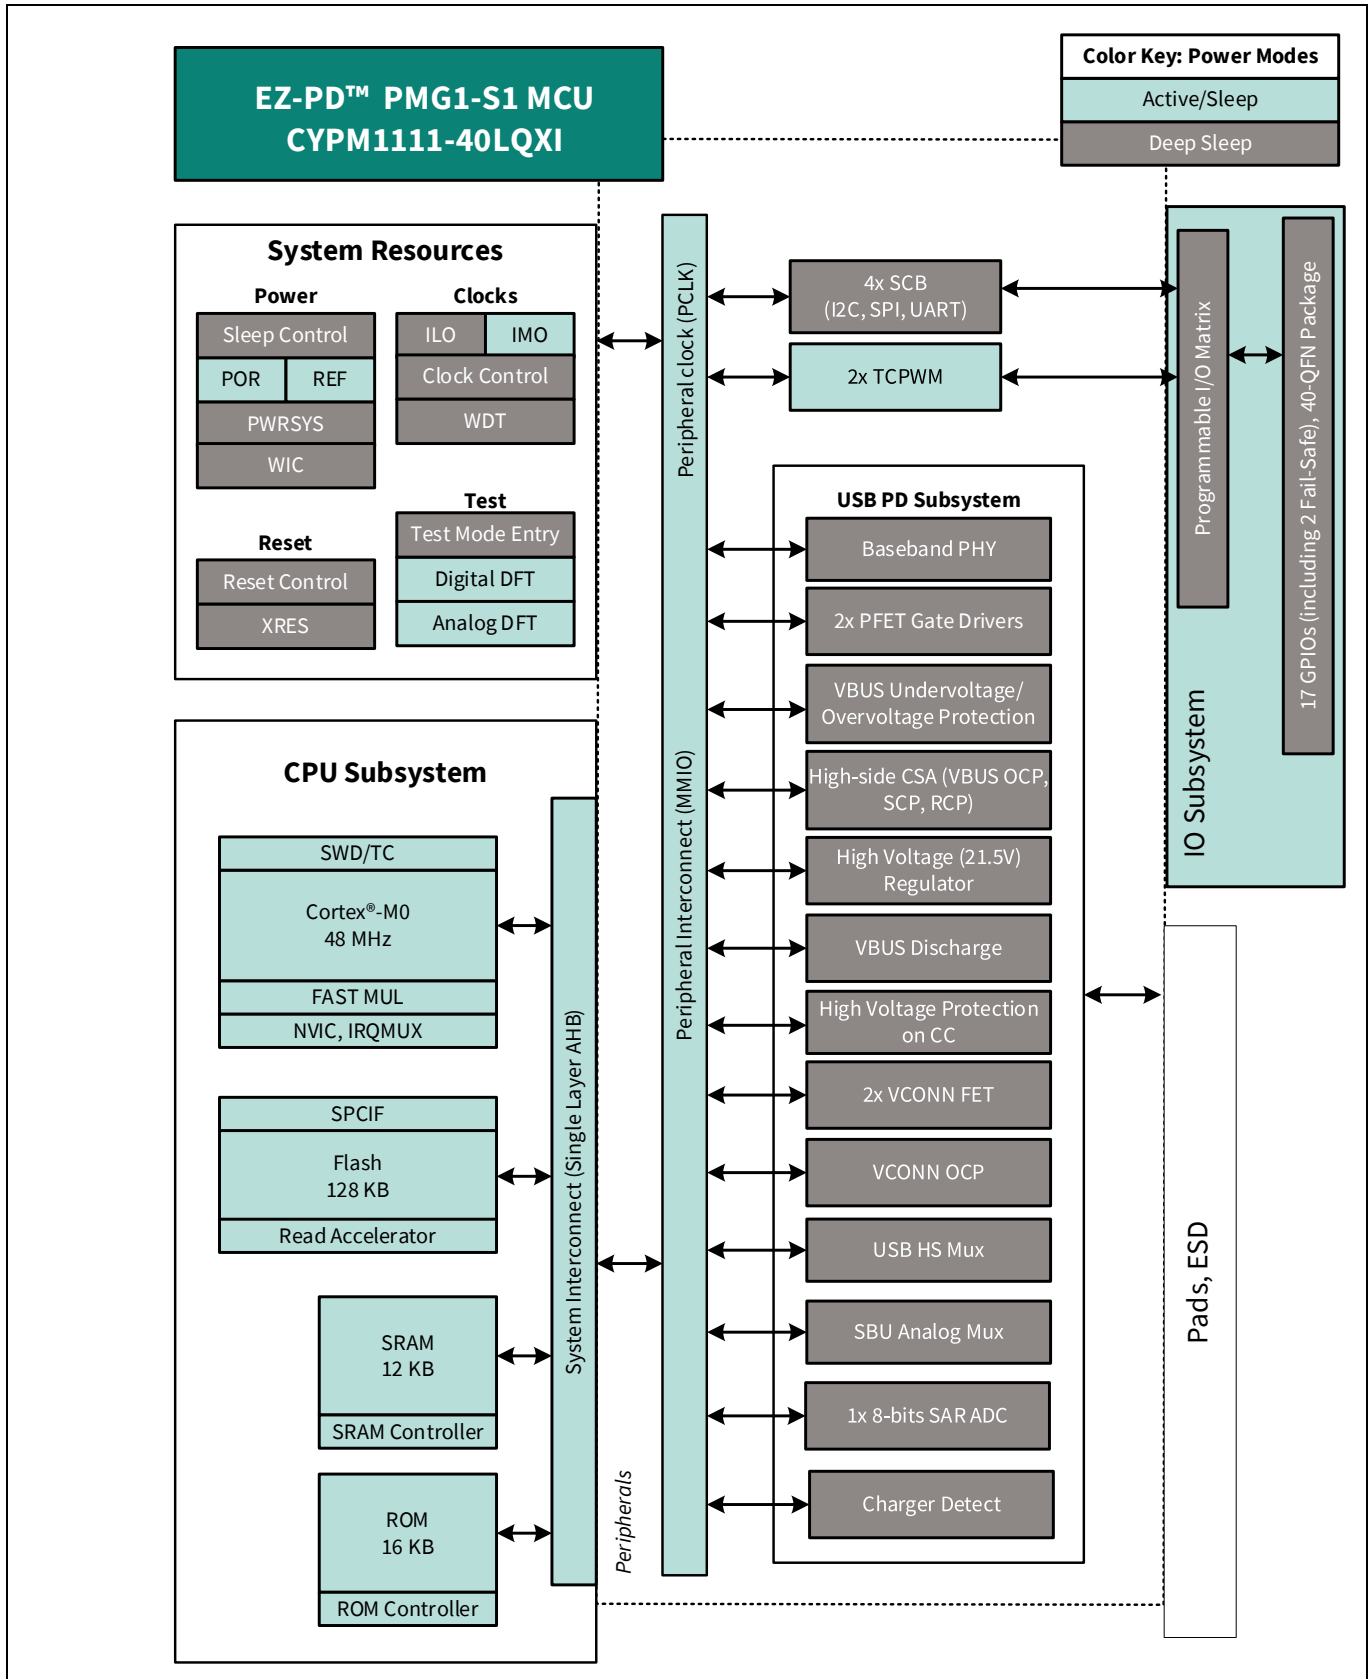 EZ-PD™ PMG1-S1 MCU
CYPM1111-40LQXI
Color Key: Power Modes
Active/Sleep
Deep Sleep
System Resources
Power
Sleep Control
POR
REF
PWRSYS
WIC
Clocks
ILO
IMO
Clock Control
WDT
Reset
Reset Control
XRES
Test
Test Mode Entry
Digital DFT
Analog DFT
CPU Subsystem
SWD/TC
Cortex®-M0
48 MHz
FAST MUL
NVIC, IRQMUX
SPCIF
Flash
128 KB
Read Accelerator
SRAM
12 KB
SRAM Controller
ROM
16 KB
ROM Controller
System Interconnect (Single Layer AHB)
Peripherals
Peripheral clock (PCLK)
Peripheral Interconnect (MMIO)
4x SCB
(I2C, SPI, UART)
2x TCPWM
USB PD Subsystem
Baseband PHY
2x PFET Gate Drivers
VBUS Undervoltage/
Overvoltage Protection
High-side CSA (VBUS OCP,
SCP, RCP)
High Voltage (21.5V)
Regulator
VBUS Discharge
High Voltage Protection
on CC
2x VCONN FET
VCONN OCP
USB HS Mux
SBU Analog Mux
1x 8-bits SAR ADC
Charger Detect
Programmable I/O Matrix
17 GPIOs (including 2 Fail-Safe), 40-QFN Package
IO Subsystem
Pads, ESD